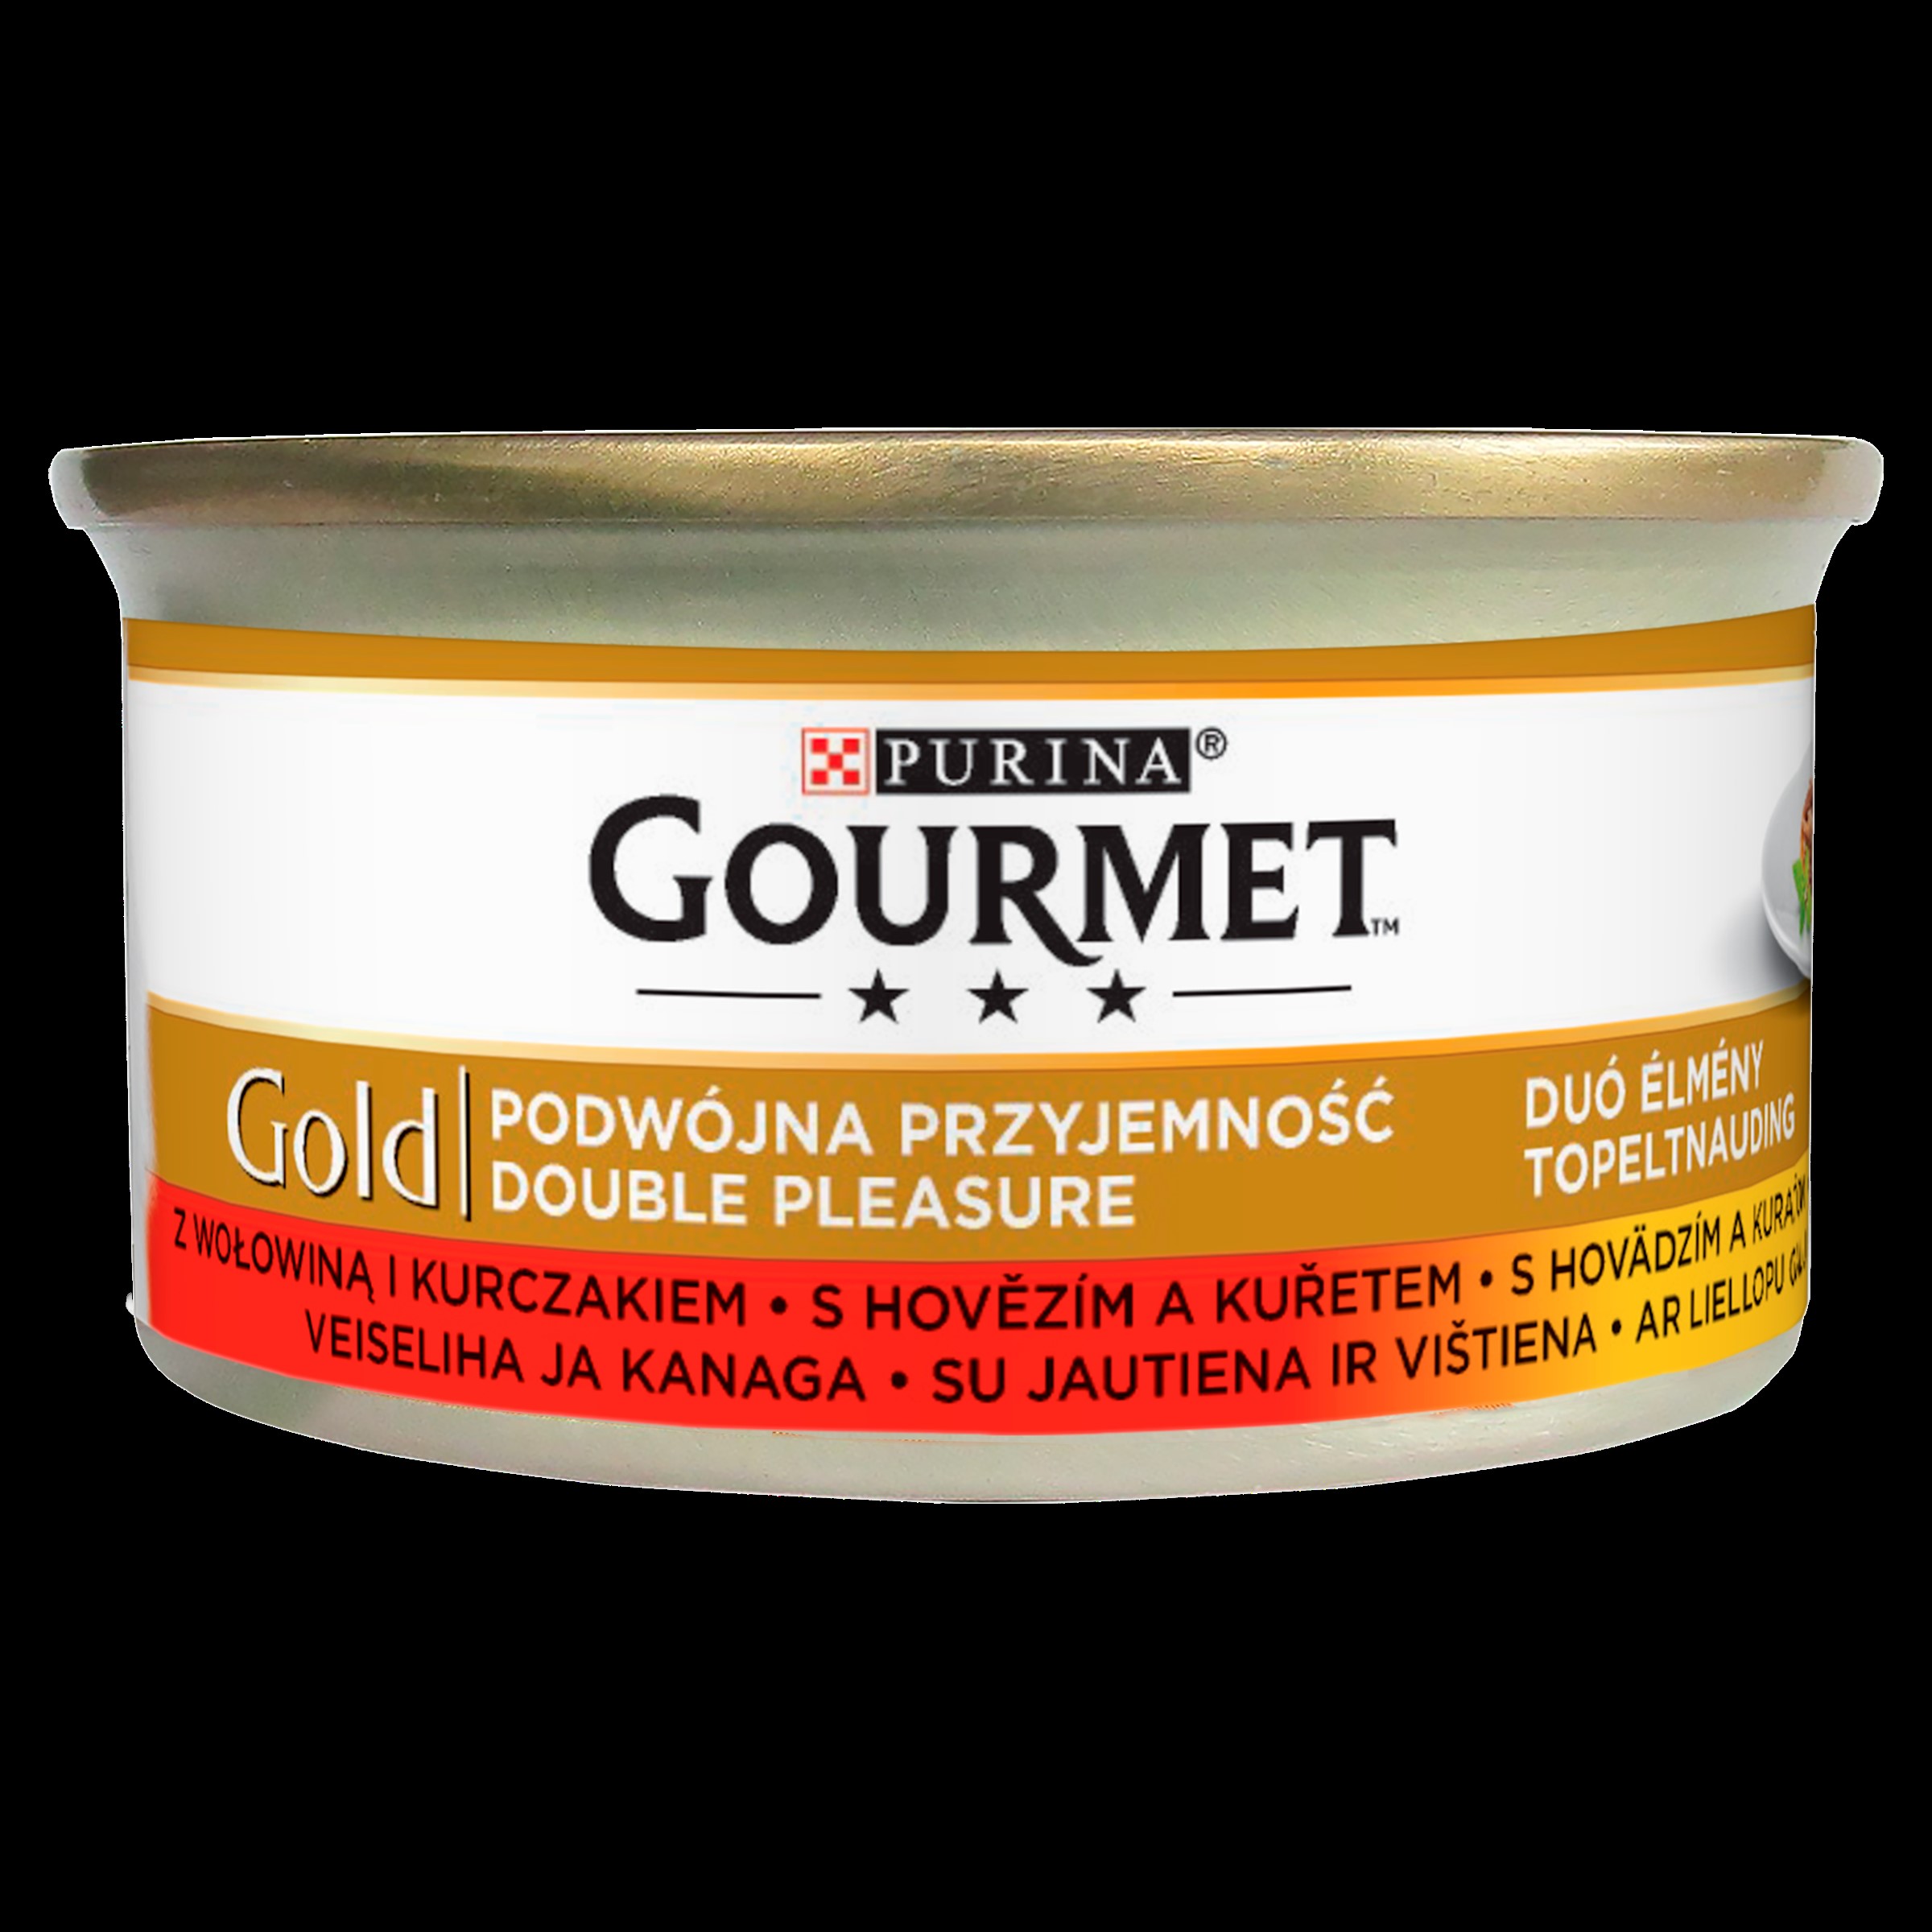 PURINA®
GOURMET™
Gold
PODWÓJNA PRZYJEMNOŚĆ
DOUBLE PLEASURE
DUÓ ÉLMÉNY
TOPELTNAUDING
Z WOŁOWINĄ I KURCZAKIEM • S HOVĚZÍM A KUŘETEM • S HOVÄDZÍM A
VEISELIHA JA KANAGA • SU JAUTIENA IR VIŠTIENA • AR LIELLOPU